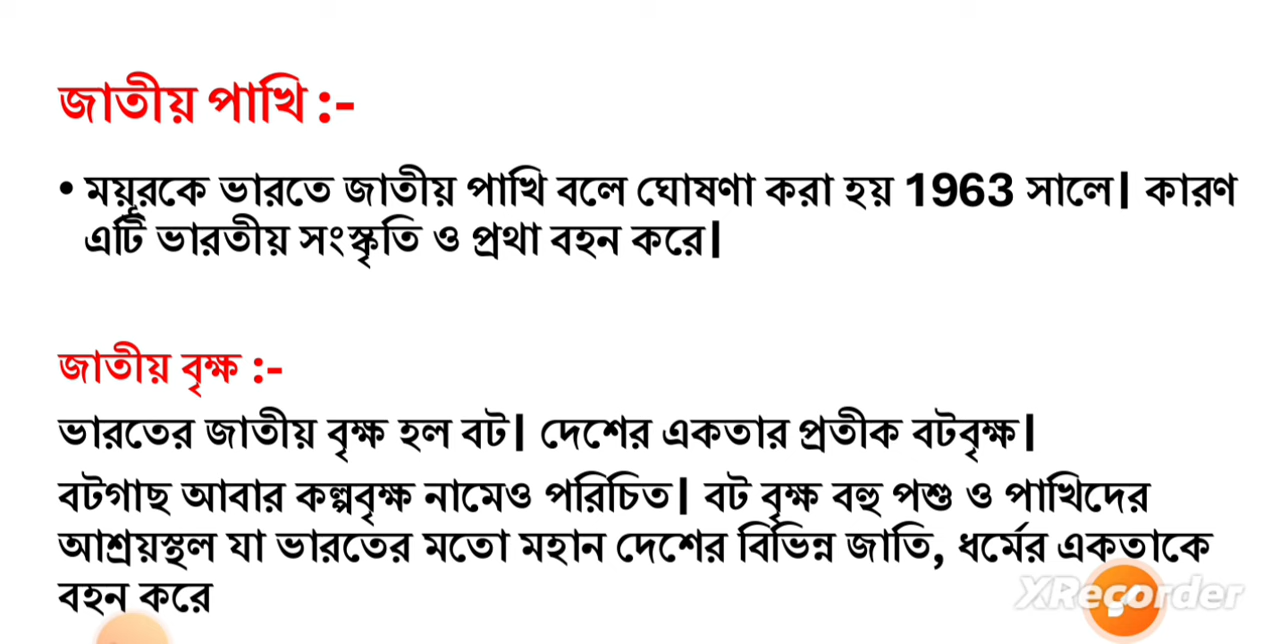 জাতীয় পাখি :-
• ময়ূরকে ভারতে জাতীয় পাখি বলে ঘোষণা করা হয় 1963 সালে| কারণ
এটি ভারতীয় সংস্কৃতি ও প্রথা বহন করে|
জাতীয় বৃক্ষ :-
ভারতের জাতীয় বৃক্ষ হল বট| দেশের একতার প্রতীক বটবৃক্ষ|
বটগাছ আবার কল্পবৃক্ষ নামেও পরিচিত| বট বৃক্ষ বহু পশু ও পাখিদের
আশ্রয়স্থল যা ভারতের মতো মহান দেশের বিভিন্ন জাতি, ধর্মের একতাকে
বহন করে
XRecorder